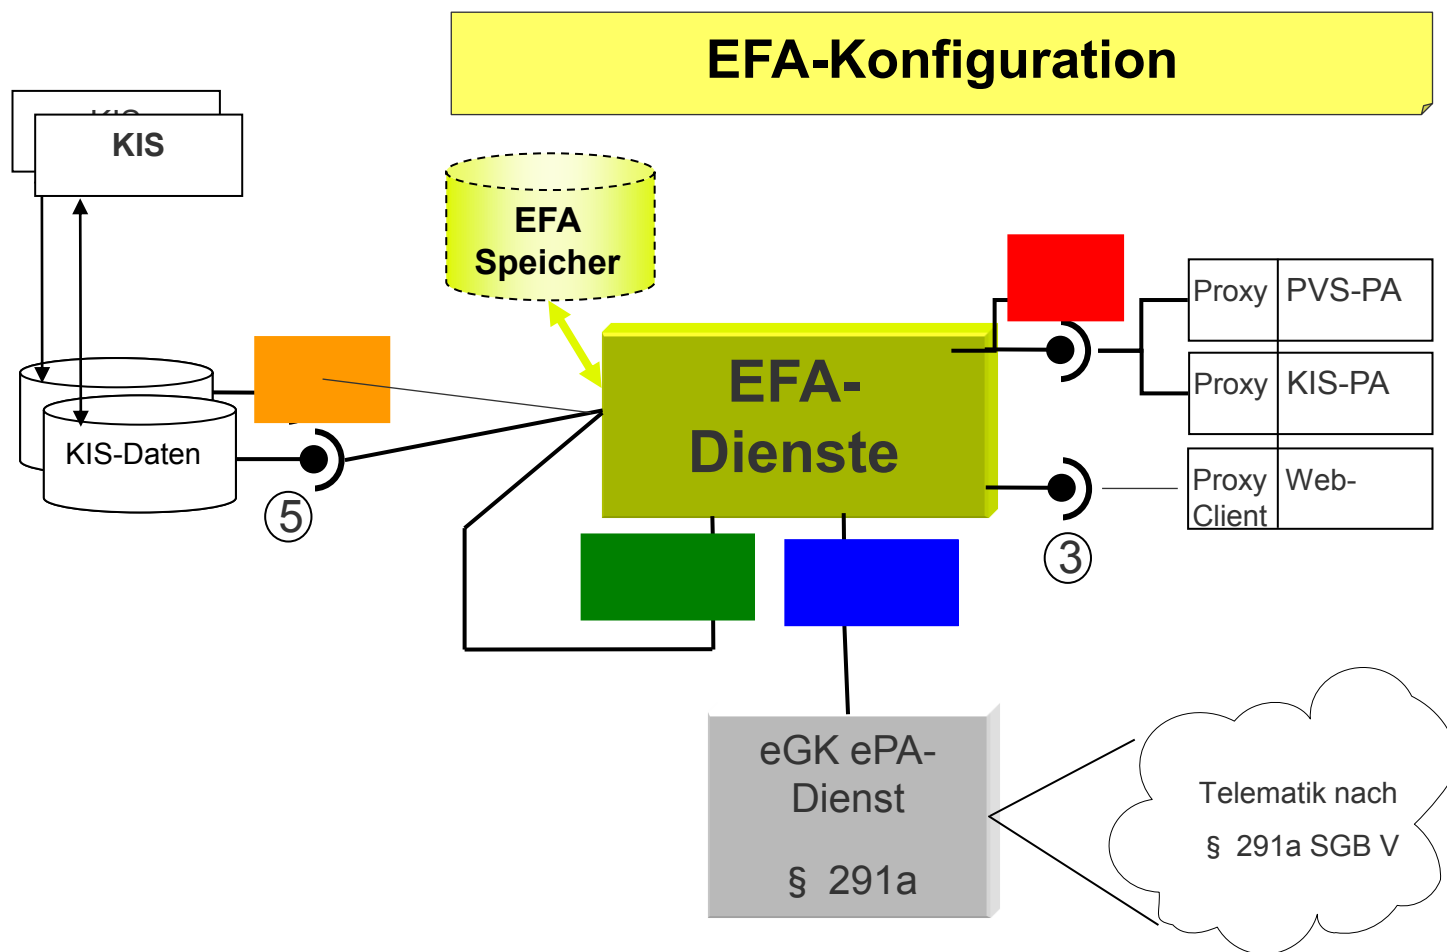 EFA-Konfiguration
KIS
KIS
EFA
Speicher
Proxy PVS-PA
EFA-
Dienste
Proxy KIS-PA
KIS-Daten
Proxy Web-
Client
5
3
eGK ePA-
Dienst
§ 291a
Telematik nach
§ 291a SGB V